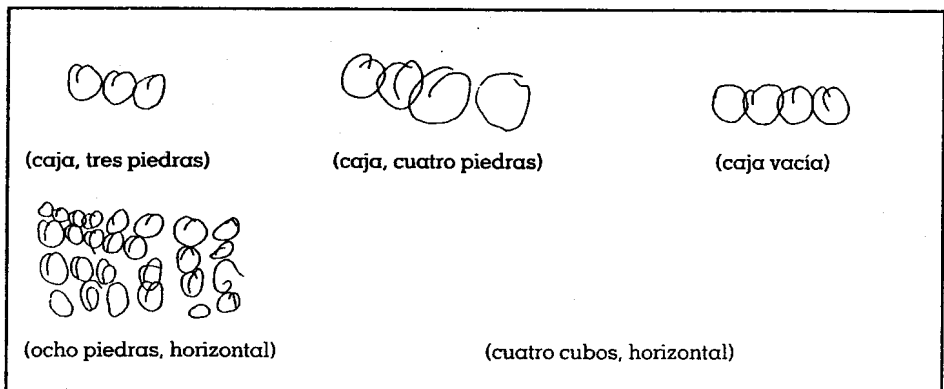 (caja, tres piedras) (caja, cuatro piedras) (caja vacía)
(ocho piedras, horizontal) (cuatro cubos, horizontal)